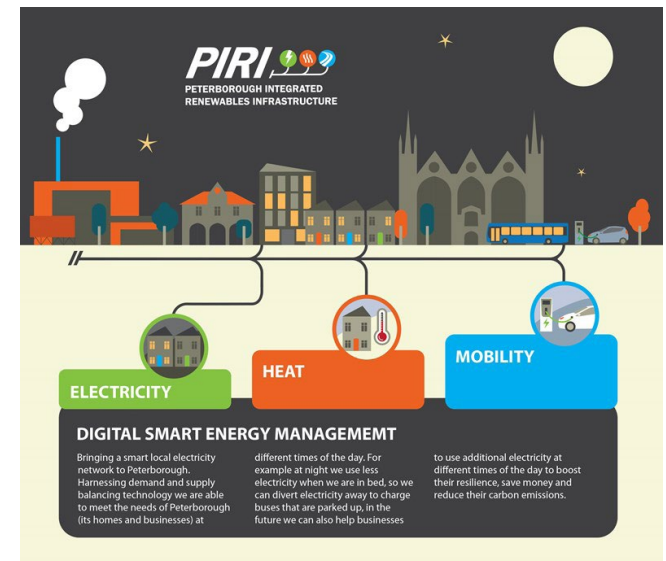 PIRI
PETERBOROUGH INTEGRATED
RENEWABLES INFRASTRUCTURE
ELECTRICITY
HEAT
MOBILITY
DIGITAL SMART ENERGY MANAGEMEMT
Bringing a smart local electricity
network to Peterborough.
Harnessing demand and supply
balancing technology we are able
to meet the needs of Peterborough
(its homes and businesses) at
different times of the day. For
example at night we use less
electricity when we are in bed, so we
can divert electricity away to charge
buses that are parked up, in the
future we can also help businesses
to use additional electricity at
different times of the day to boost
their resilience, save money and
reduce their carbon emissions.